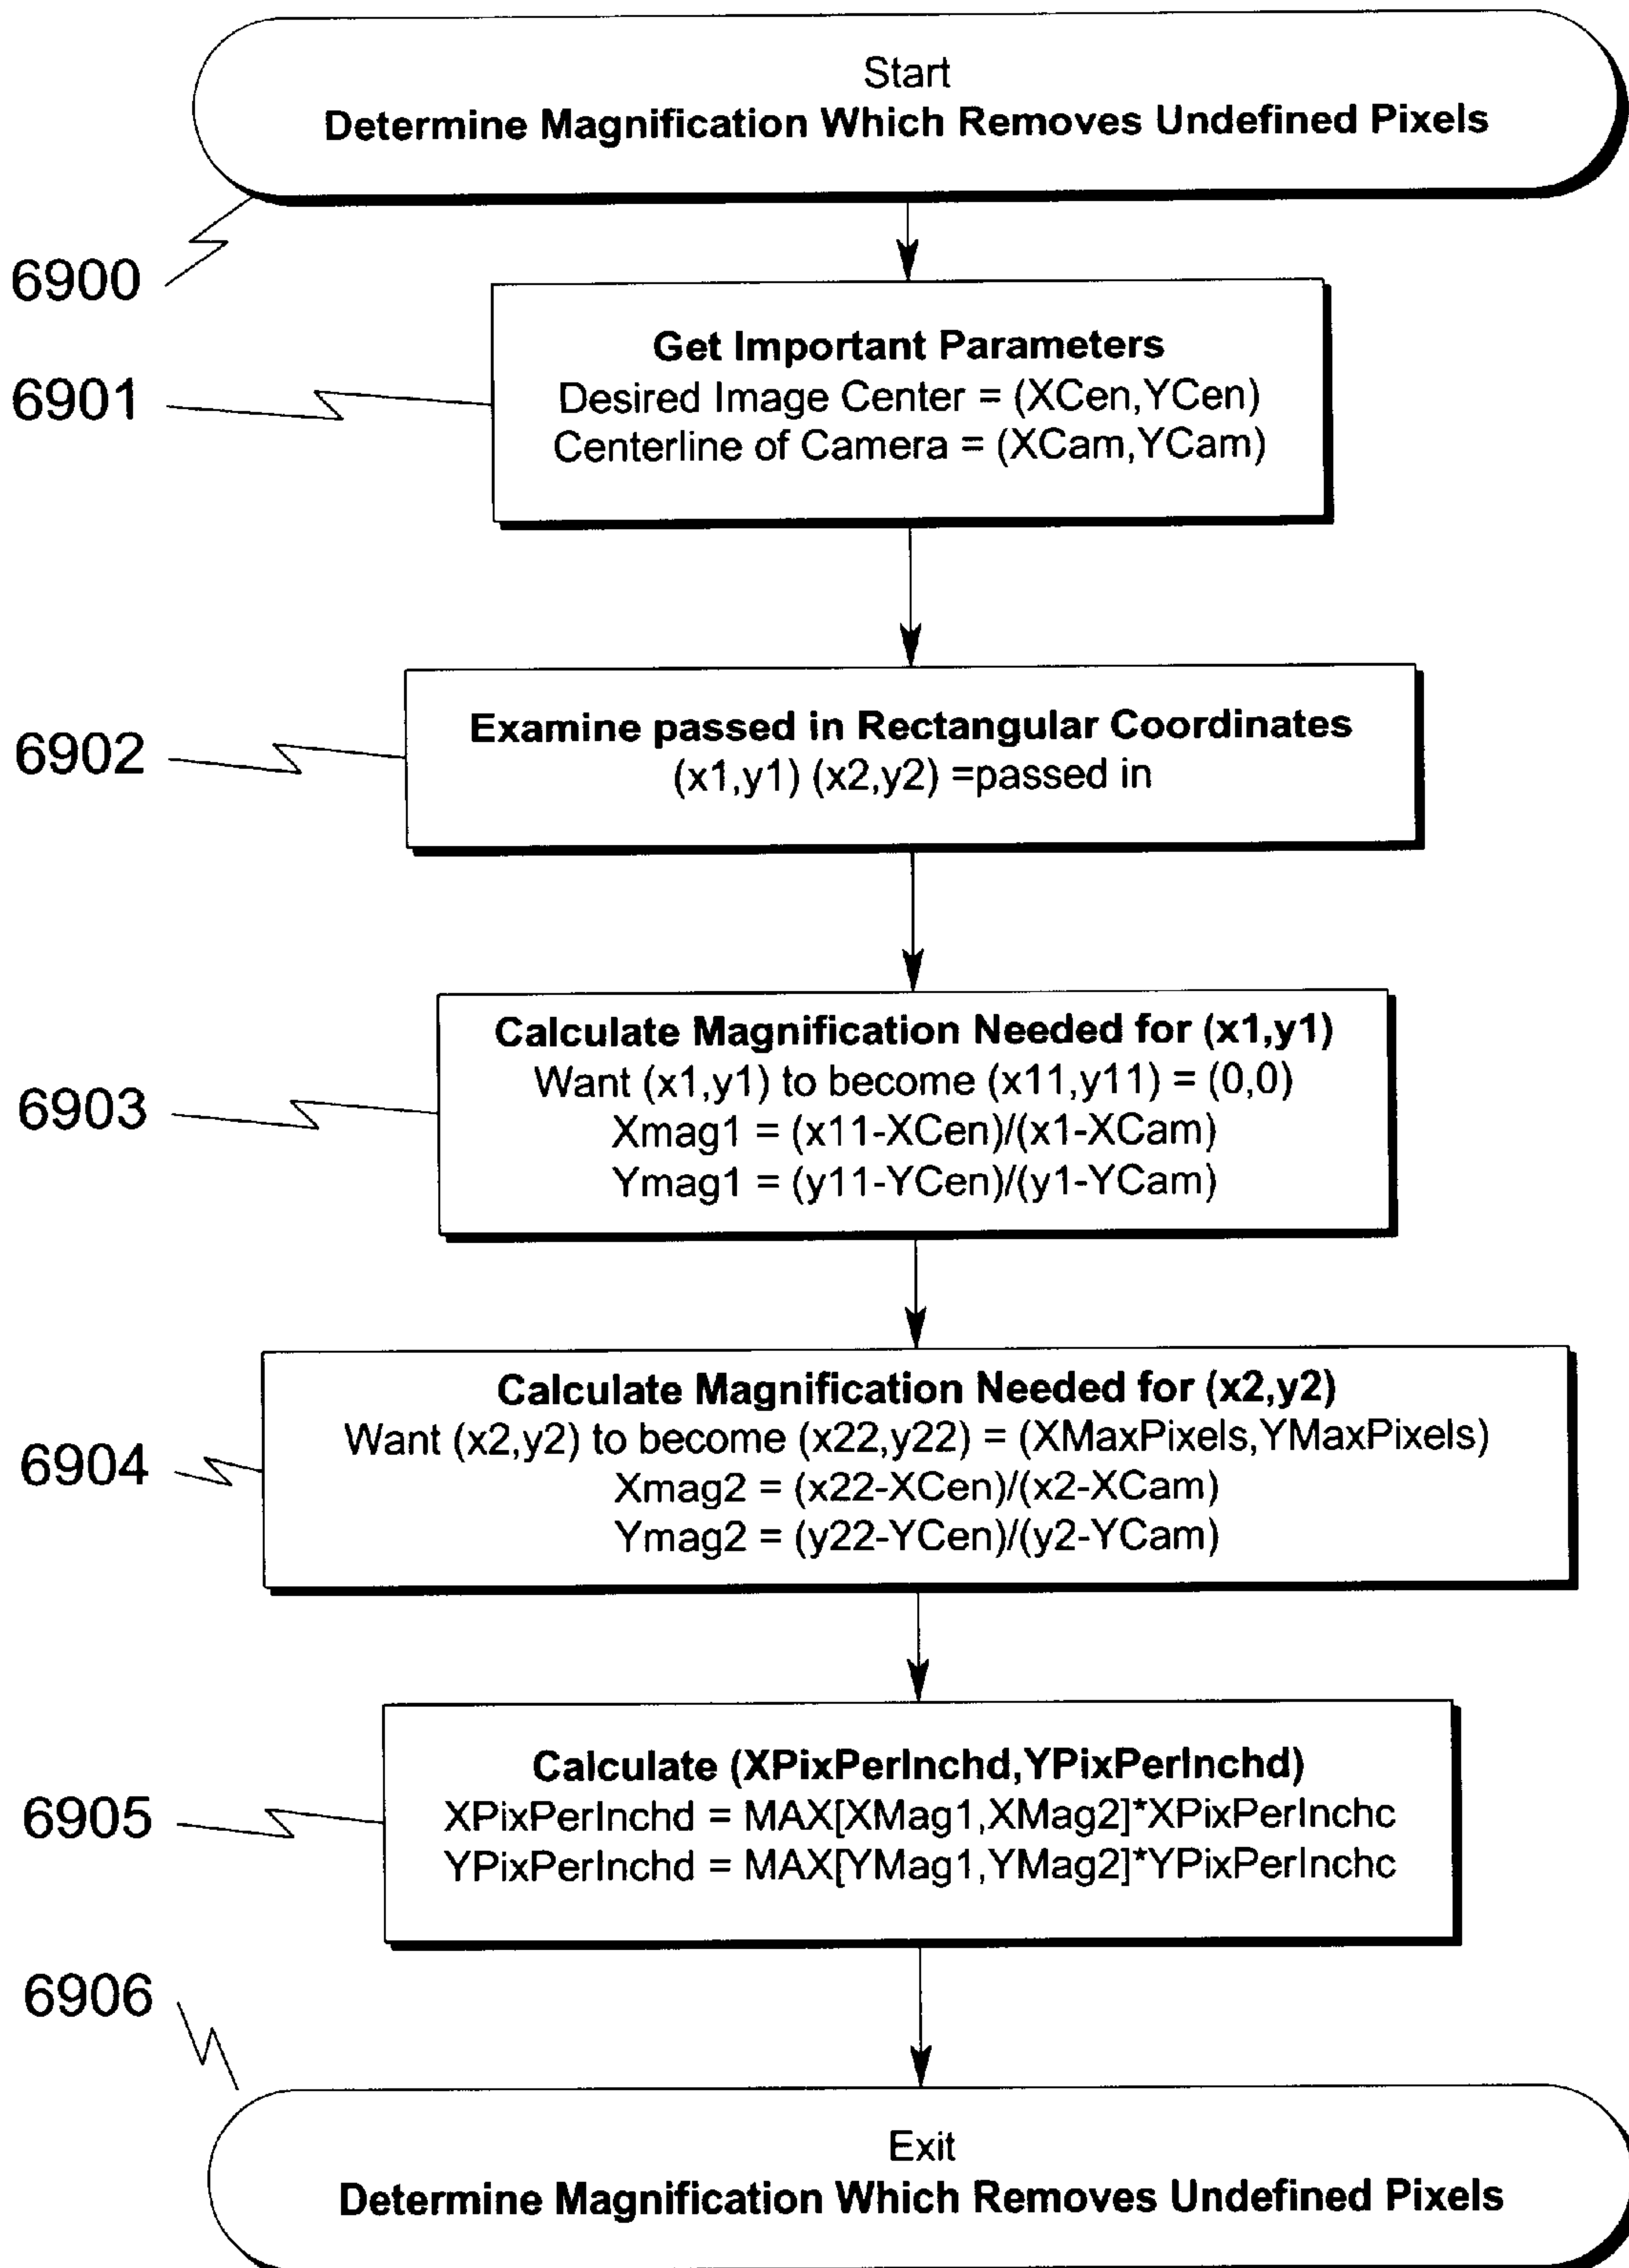 Start
Determine Magnification Which Removes Undefined Pixels
6900
Get Important Parameters
Desired Image Center = (XCen,YCen)
Centerline of Camera = (XCam,YCam)
6901
Examine passed in Rectangular Coordinates
(x1,y1) (x2,y2) =passed in
6902
Calculate Magnification Needed for (x1,y1)
Want (x1,y1) to become (x11,y11) = (0,0)
Xmag1 = (x11-XCen)/(x1-XCam)
Ymag1 = (y11-YCen)/(y1-YCam)
6903
Calculate Magnification Needed for (x2,y2)
Want (x2,y2) to become (x22,y22) = (XMaxPixels,YMaxPixels)
Xmag2 = (x22-XCen)/(x2-XCam)
Ymag2 = (y22-YCen)/(y2-YCam)
6904
Calculate (XPixPerInchd,YPixPerInchd)
XPixPerInchd = MAX[XMag1,XMag2]*XPixPerInchc
YPixPerInchd = MAX[YMag1,YMag2]*YPixPerInchc
6905
6906
Exit
Determine Magnification Which Removes Undefined Pixels